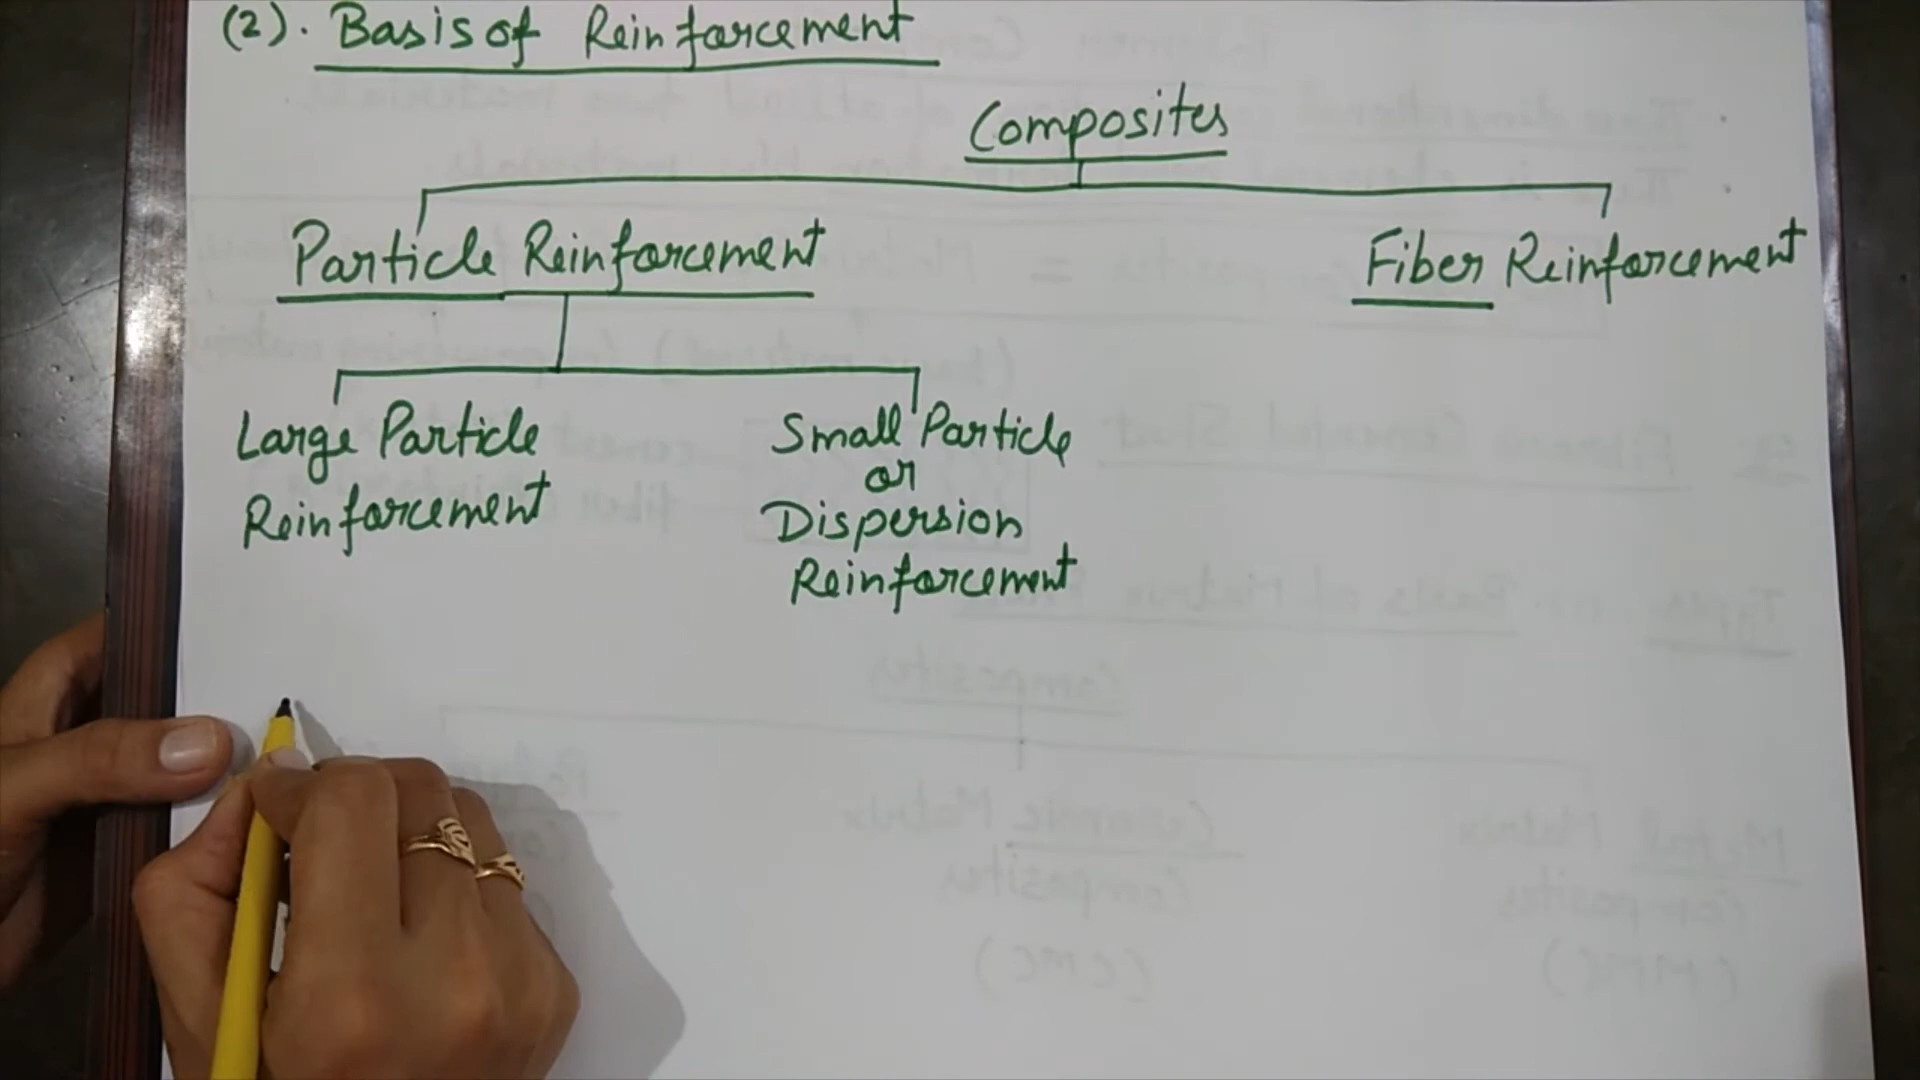 (2). Basis of Reinforcement
Composites
Particle Reinforcement
Fiber Reinforcement
Large Particle
Reinforcement
Small Particle
or
Dispersion
Reinforcement